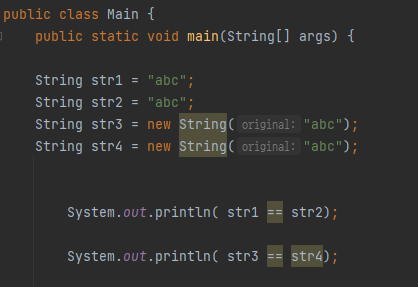 public class Main {
public static void main(String[] args) {
String str1 = "abc";
String str2 = "abc";
String str3 = new String( original: "abc");
String str4 = new String( original: "abc");
System.out.println( str1 == str2);
System.out.println( str3 == str4);